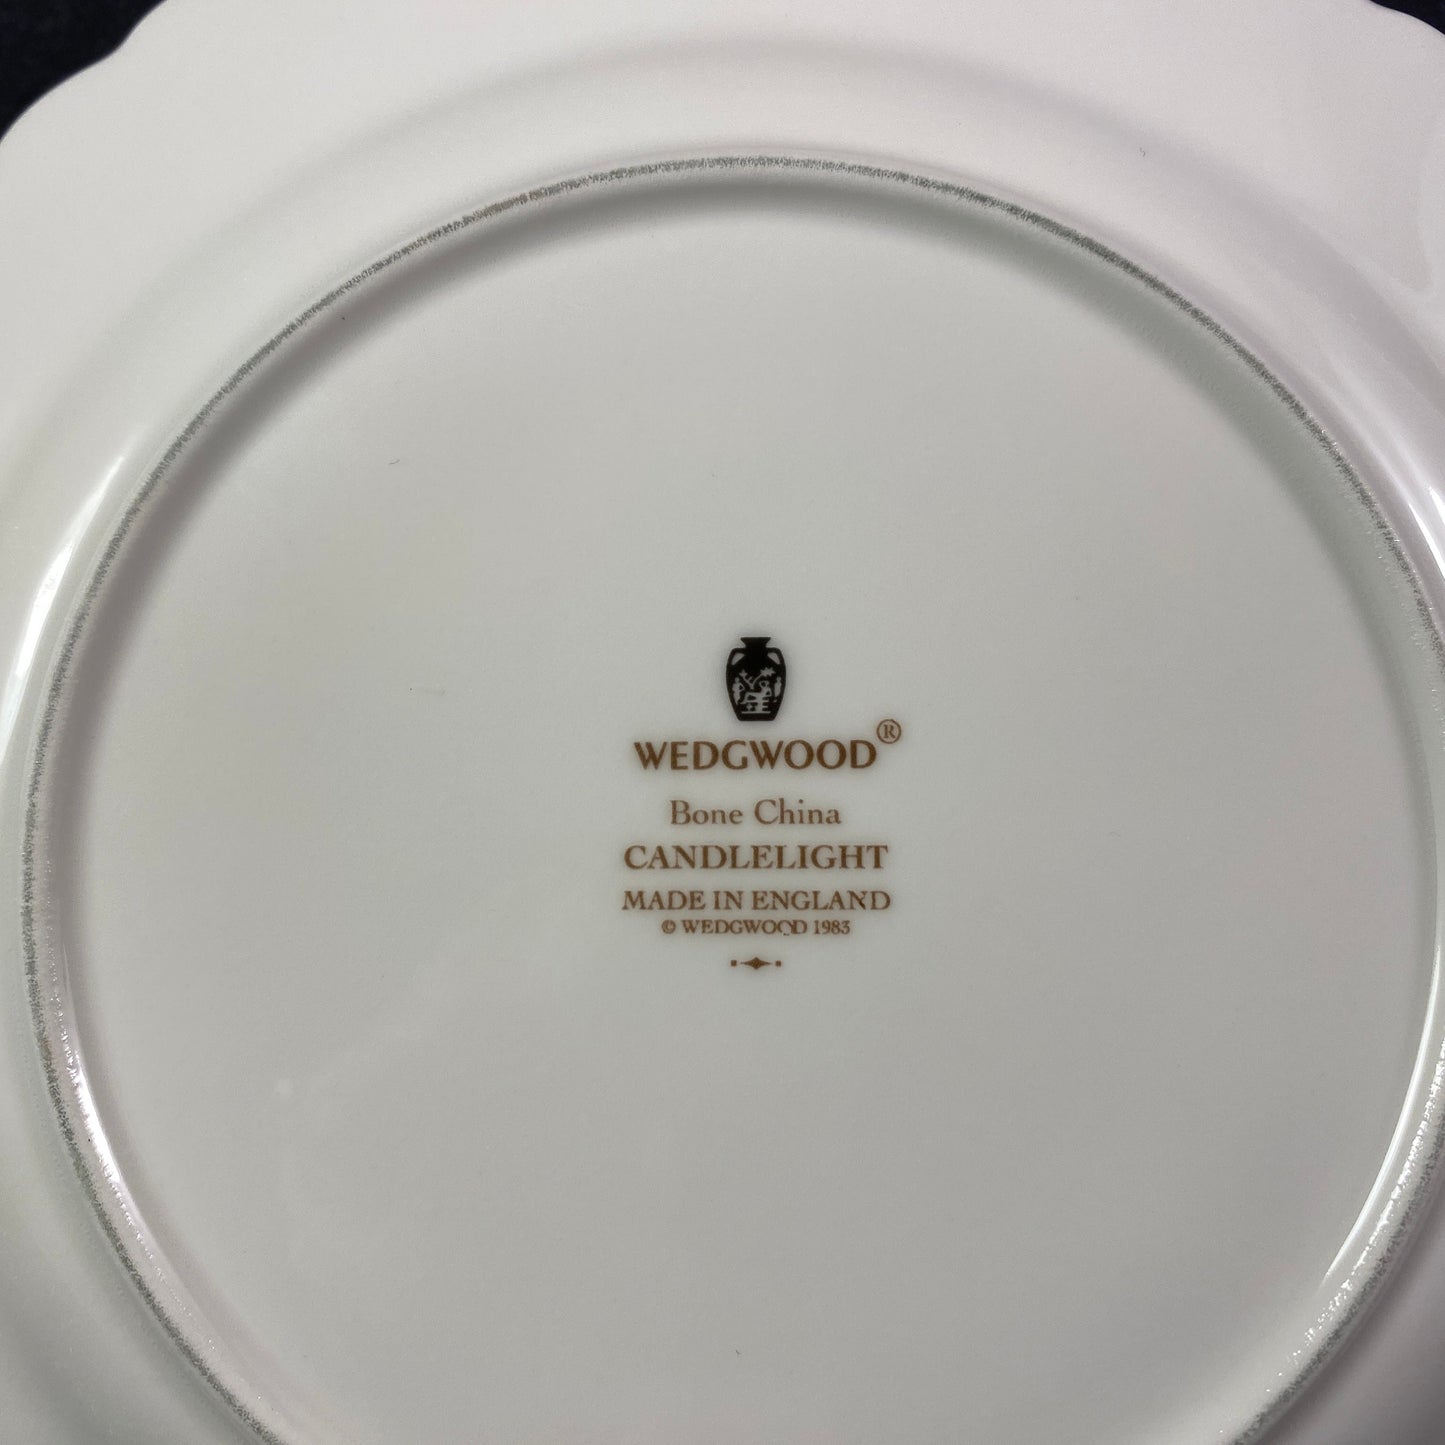 WEDGWOOD®
Bone China
CANDLELIGHT
MADE IN ENGLAND
© WEDGWOOD 1983